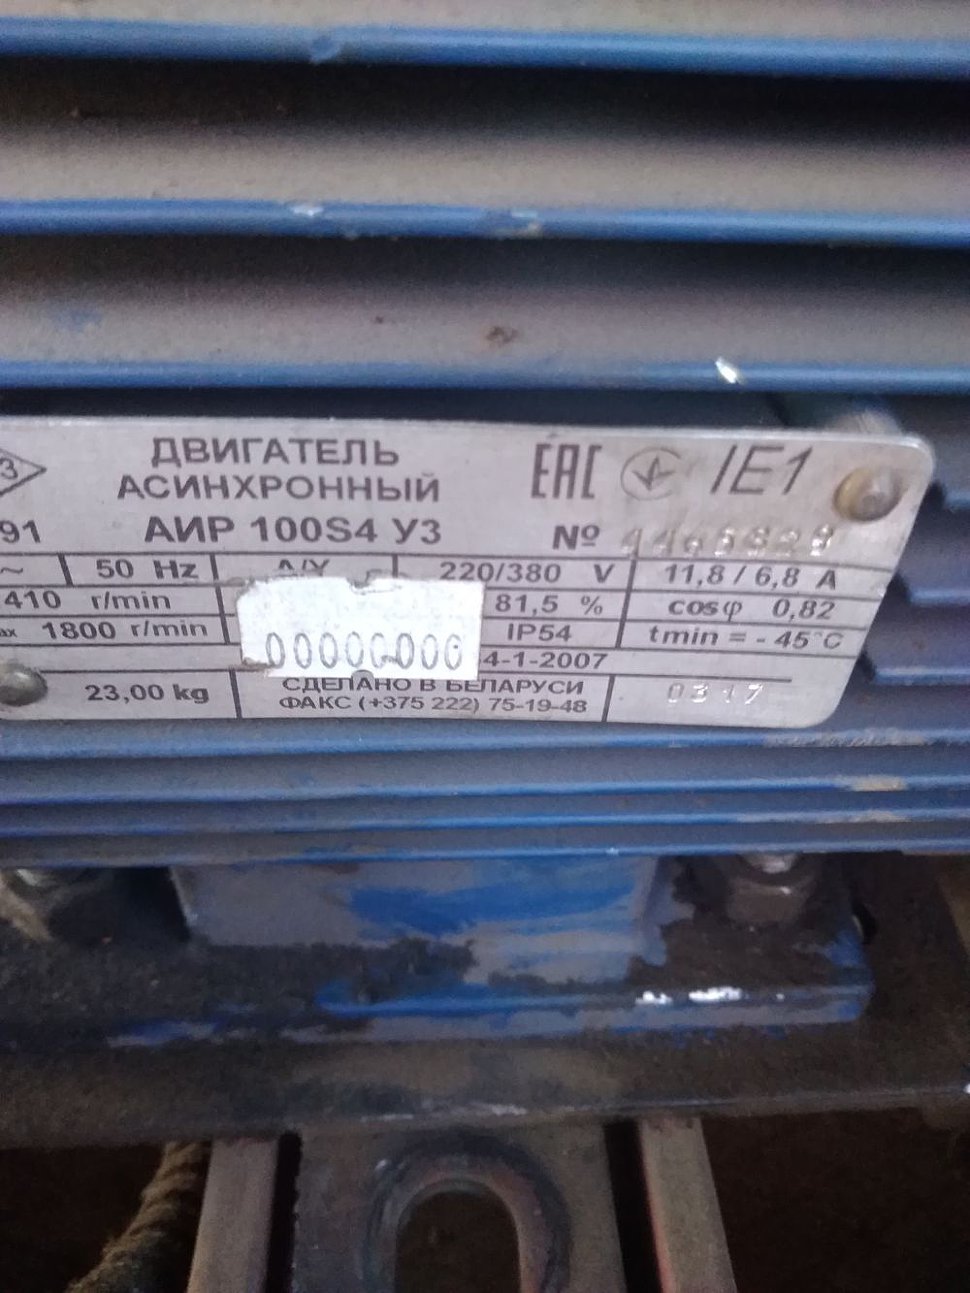 З ДВИГАТЕЛЬ АСИНХРОННЫЙ EAC IE1
91 АИР 100S4 У3 №
~ 50 Hz Δ/Y 220/380 V 11,8 / 6,8 A
410 r/min 81,5 % cosφ 0,82
1800 r/min IP54 tmin = - 45°C
00000000 4-1-2007
23,00 kg СДЕЛАНО В БЕЛАРУСИ 0317
ФАКС (+375 222) 75-19-48